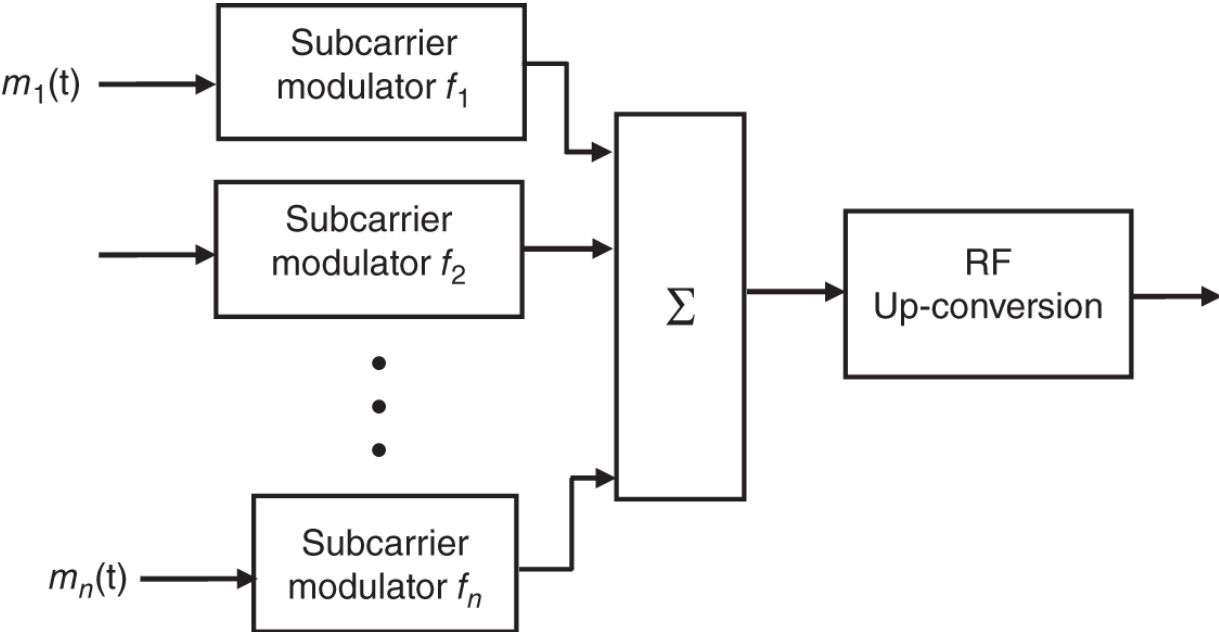 m1(t)
Subcarrier
modulator f1
Subcarrier
modulator f2
Subcarrier
modulator fn
mn(t)
Σ
RF
Up-conversion